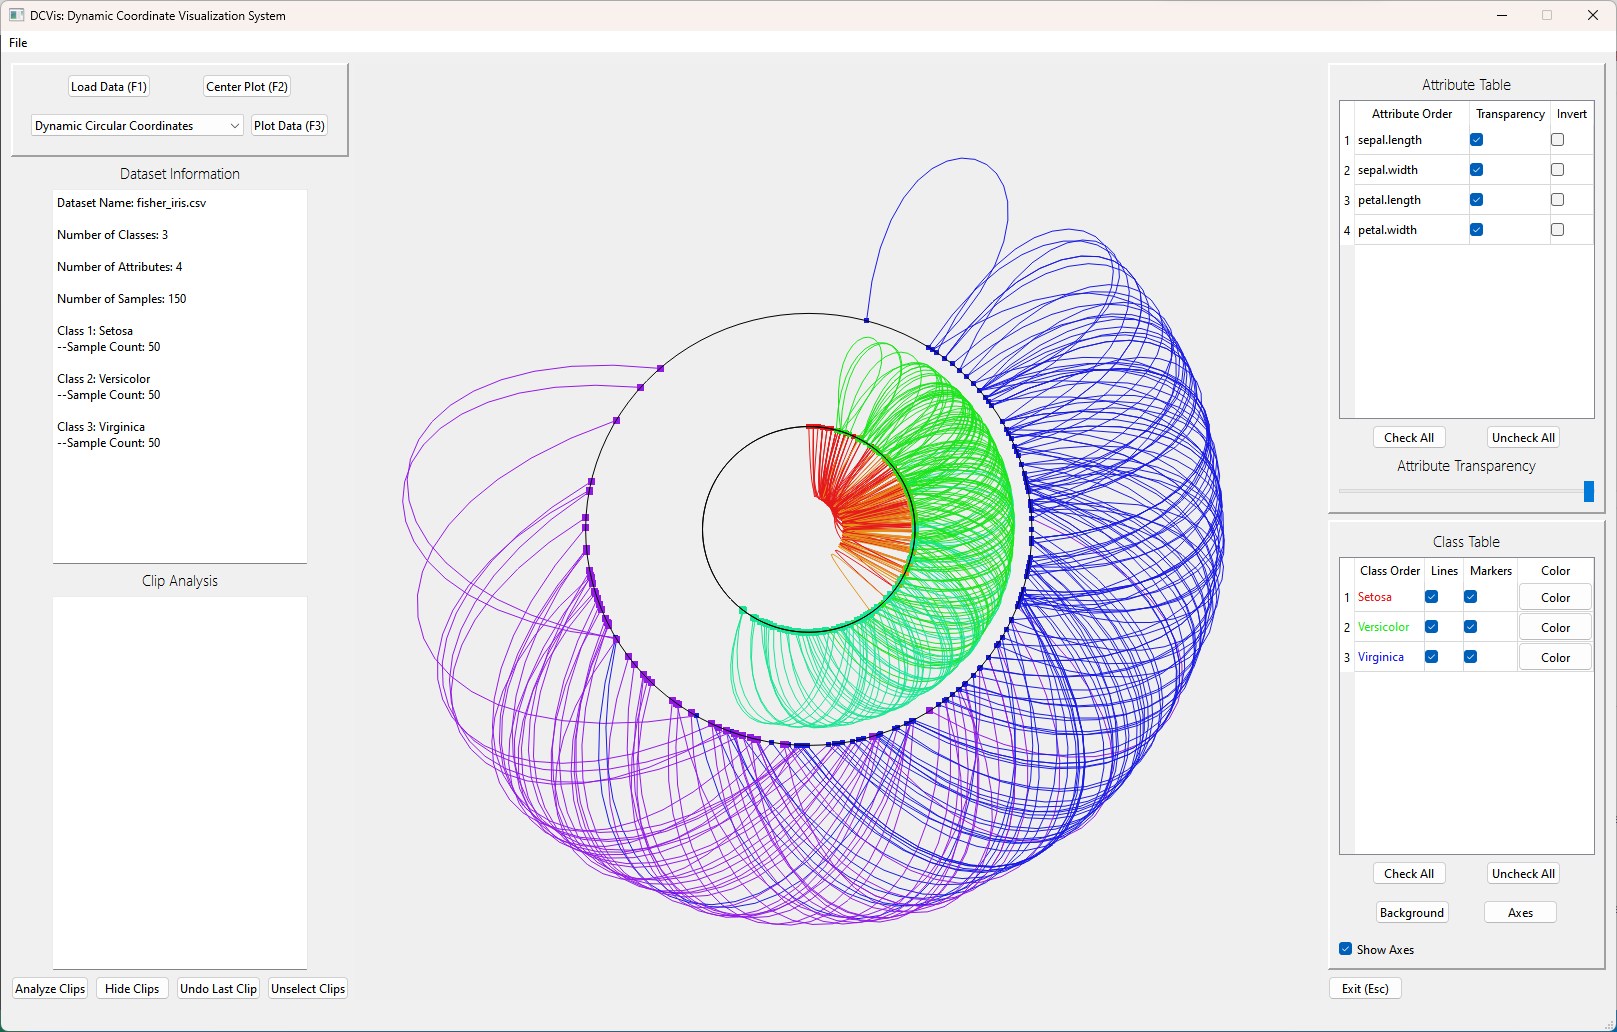 DCVis: Dynamic Coordinate Visualization System
File
Load Data (F1)
Center Plot (F2)
Dynamic Circular Coordinates
Plot Data (F3)
Dataset Information
Dataset Name: fisher_iris.csv
Number of Classes: 3
Number of Attributes: 4
Number of Samples: 150
Class 1: Setosa
--Sample Count: 50
Class 2: Versicolor
--Sample Count: 50
Class 3: Virginica
--Sample Count: 50
Clip Analysis
Analyze Clips
Hide Clips
Undo Last Clip
Unselect Clips
Attribute Table
Attribute Order Transparency Invert
1 sepal.length
2 sepal.width
3 petal.length
4 petal.width
Check All
Uncheck All
Attribute Transparency
Class Table
Class Order Lines Markers Color
1 Setosa Color
2 Versicolor Color
3 Virginica Color
Check All
Uncheck All
Background
Axes
Show Axes
Exit (Esc)